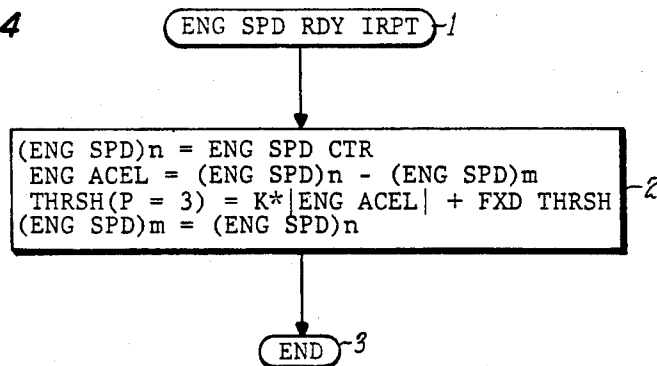 4
ENG SPD RDY IRPT 1
(ENG SPD)n = ENG SPD CTR
ENG ACEL = (ENG SPD)n - (ENG SPD)m
THRSH(P = 3) = K*|ENG ACEL| + FXD THRSH
(ENG SPD)m = (ENG SPD)n
2
END 3